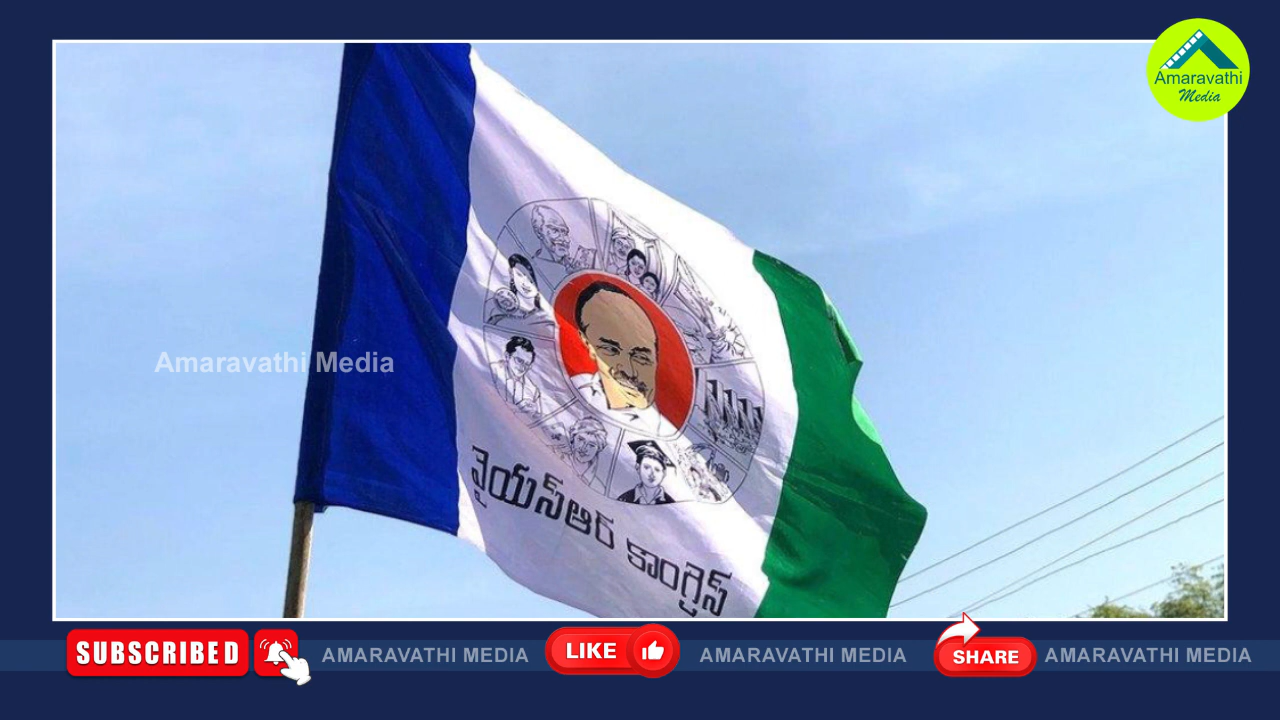 Amaravathi
Media
Amaravathi Media
వైయస్ఆర్ కాంగ్రెస్
SUBSCRIBED
AMARAVATHI MEDIA
LIKE
AMARAVATHI MEDIA
SHARE
AMARAVATHI MEDIA